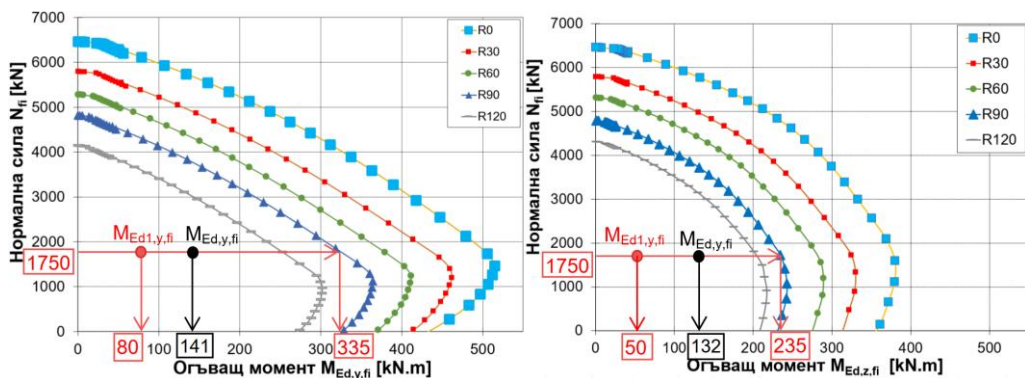 7000
6000
5000
4000
3000
2000
1000
0
Нормална сила Nfi [kN]
1750
R0
R30
R60
R90
R120
MEd1,y,fi
MEd,y,fi
0
100
200
300
400
500
80
141
335
Огъващ момент MEd,y,fi [kN.m]
7000
6000
5000
4000
3000
2000
1000
0
Нормална сила Nfi [kN]
1750
R0
R30
R60
R90
R120
MEd1,y,fi
MEd,y,fi
0
100
200
300
400
500
50
132
235
Огъващ момент MEd,z,fi [kN.m]